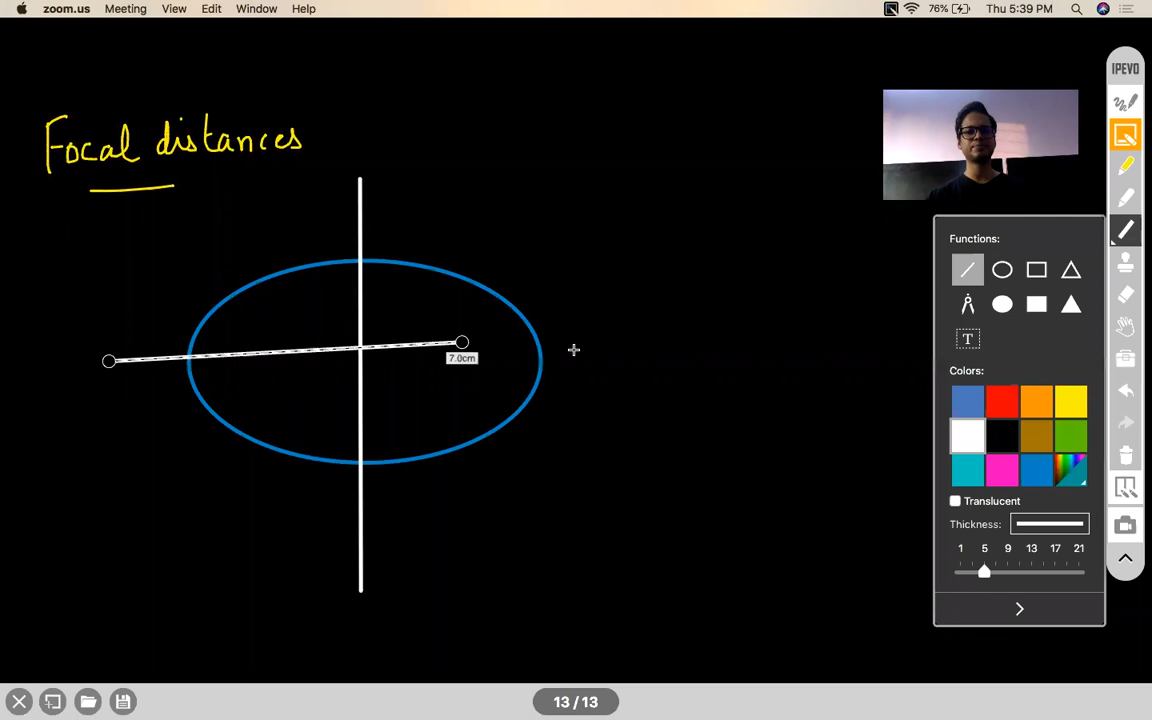 zoom.us Meeting View Edit Window Help 76% Thu 5:39 PM
IPEVO
Focal distances
7.0cm
Functions:
T
Colors:
Translucent
Thickness:
1 5 9 13 17 21
13 / 13